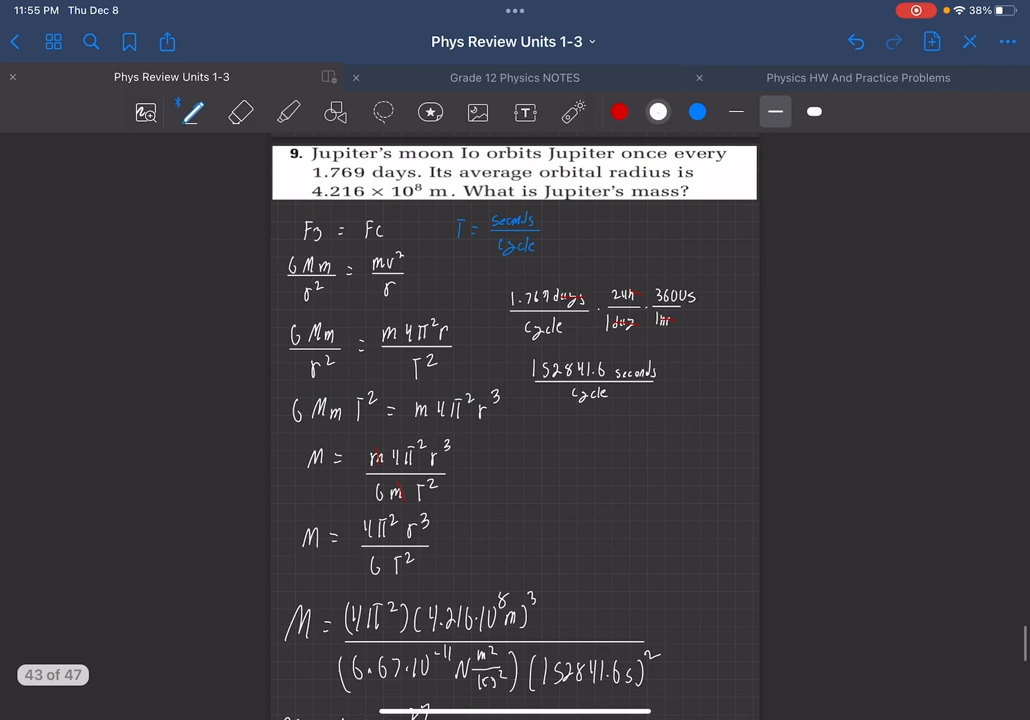 11:55 PM Thu Dec 8
38%
Phys Review Units 1-3
Phys Review Units 1-3
Grade 12 Physics NOTES
Physics HW And Practice Problems
9. Jupiter's moon Io orbits Jupiter once every
1.769 days. Its average orbital radius is
4.216 × 10⁸ m. What is Jupiter's mass?
Fg = Fc
T = seconds / cycle
GMm / r² = mv² / r
1.769 days / cycle · 24h / 1 day · 3600s / 1hr
GMm / r² = m4π²r / T²
152841.6 seconds / cycle
GMmT² = m4π²r³
M = m4π²r³ / GmT²
M = 4π²r³ / GT²
M = (4π²)(4.216·10⁸m)³ / (6.67·10⁻¹¹ N m²/kg²)(152841.6s)²
43 of 47